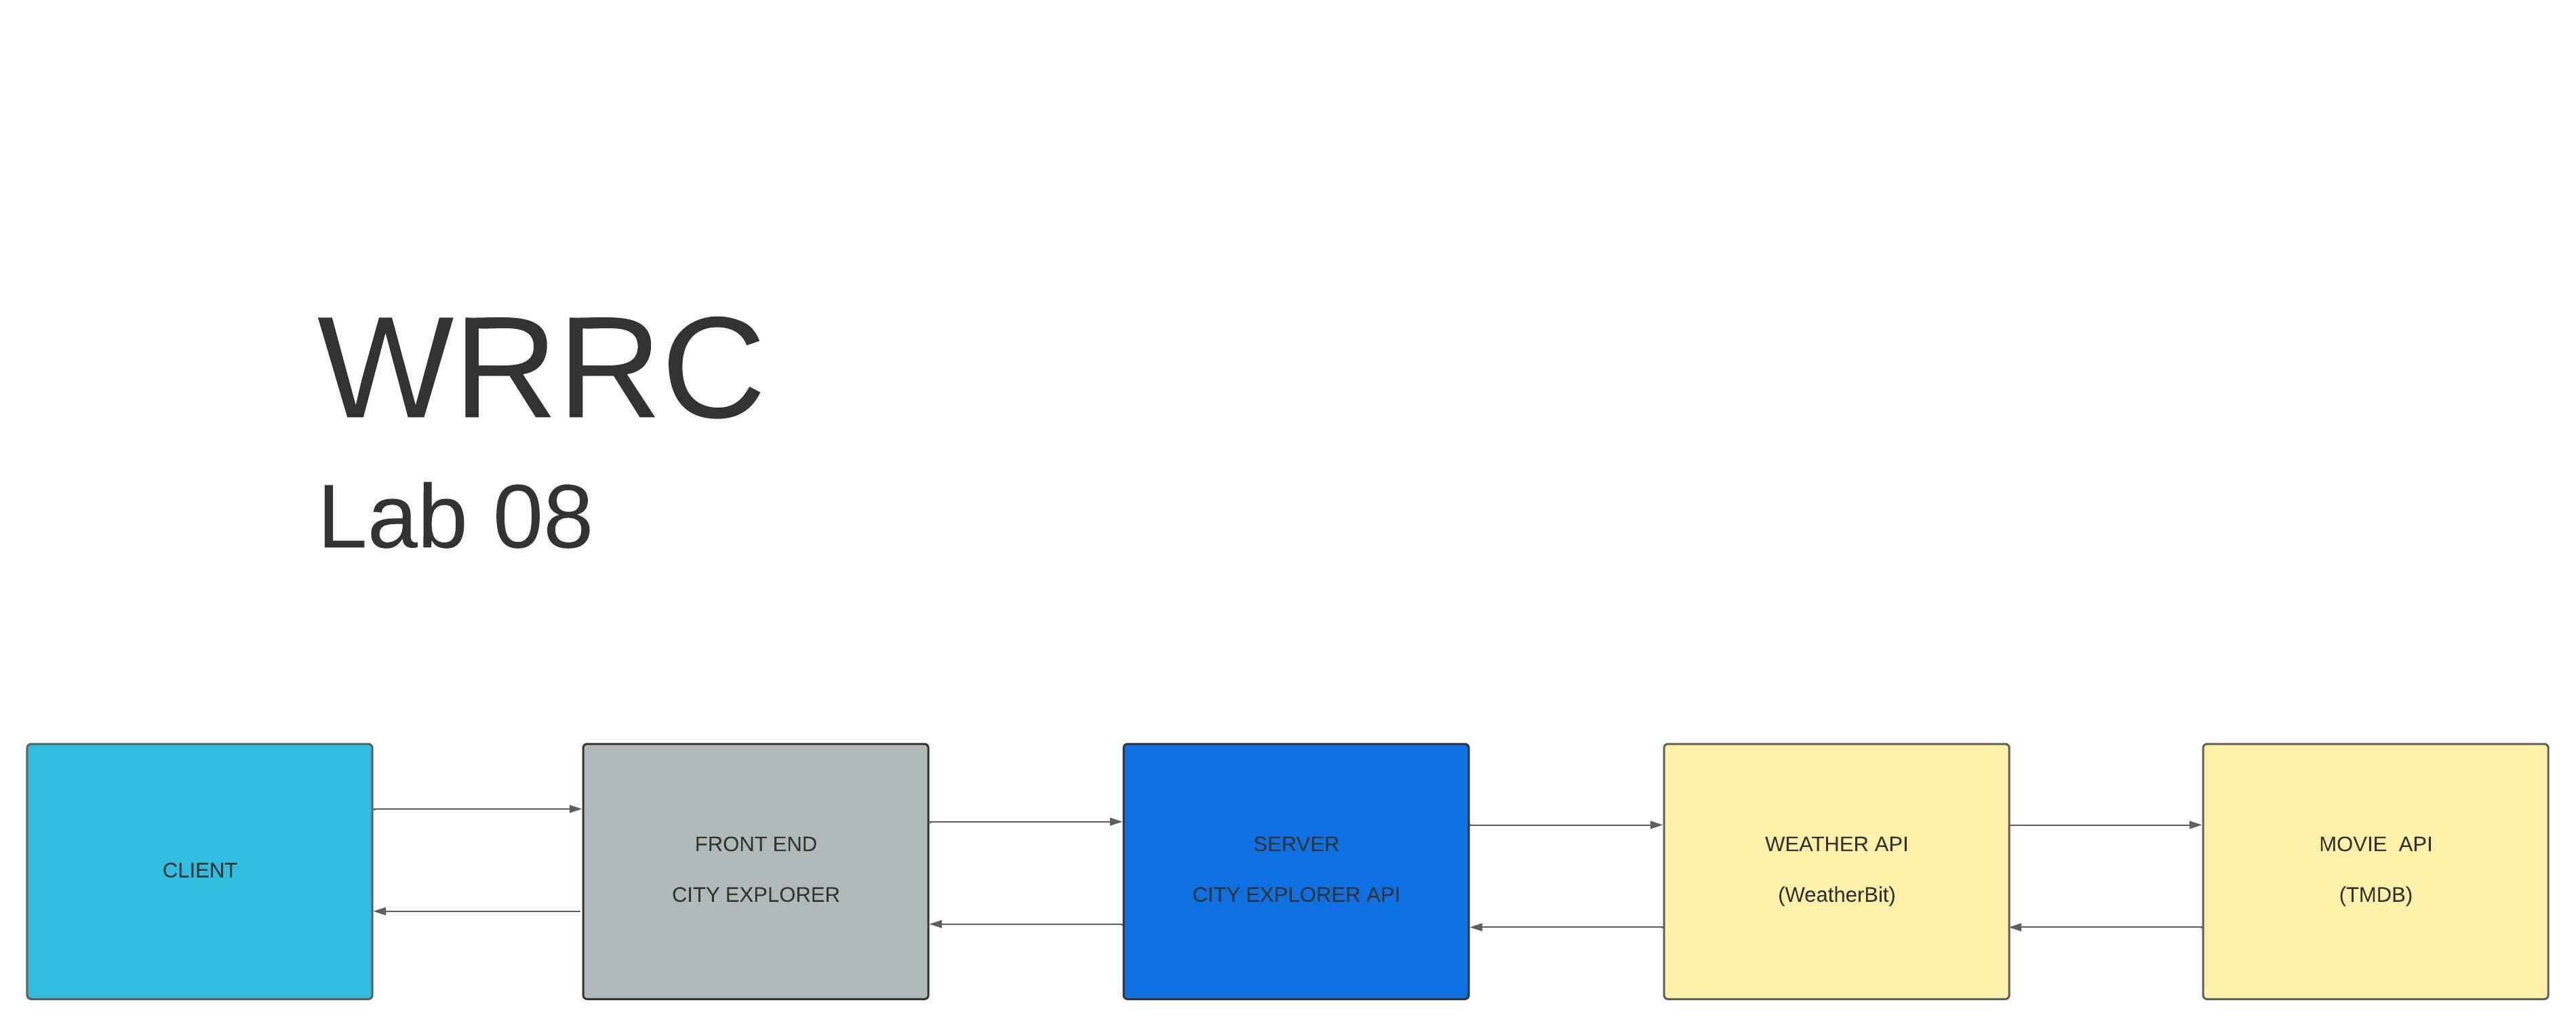 WRRC
Lab 08
CLIENT
FRONT END
CITY EXPLORER
SERVER
CITY EXPLORER API
WEATHER API
(WeatherBit)
MOVIE  API
(TMDB)